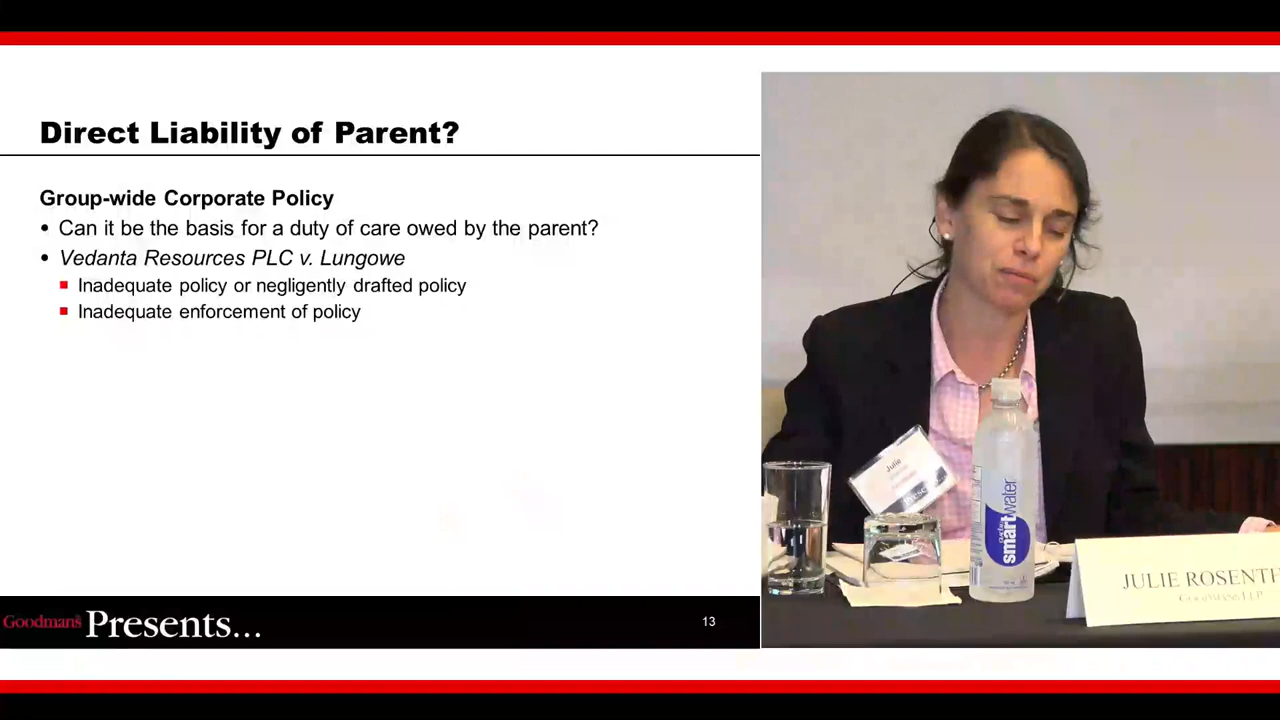 Direct Liability of Parent?
Group-wide Corporate Policy
• Can it be the basis for a duty of care owed by the parent?
• Vedanta Resources PLC v. Lungowe
Inadequate policy or negligently drafted policy
Inadequate enforcement of policy
Goodmans Presents...
13
Julie
smartwater
JULIE ROSENTH